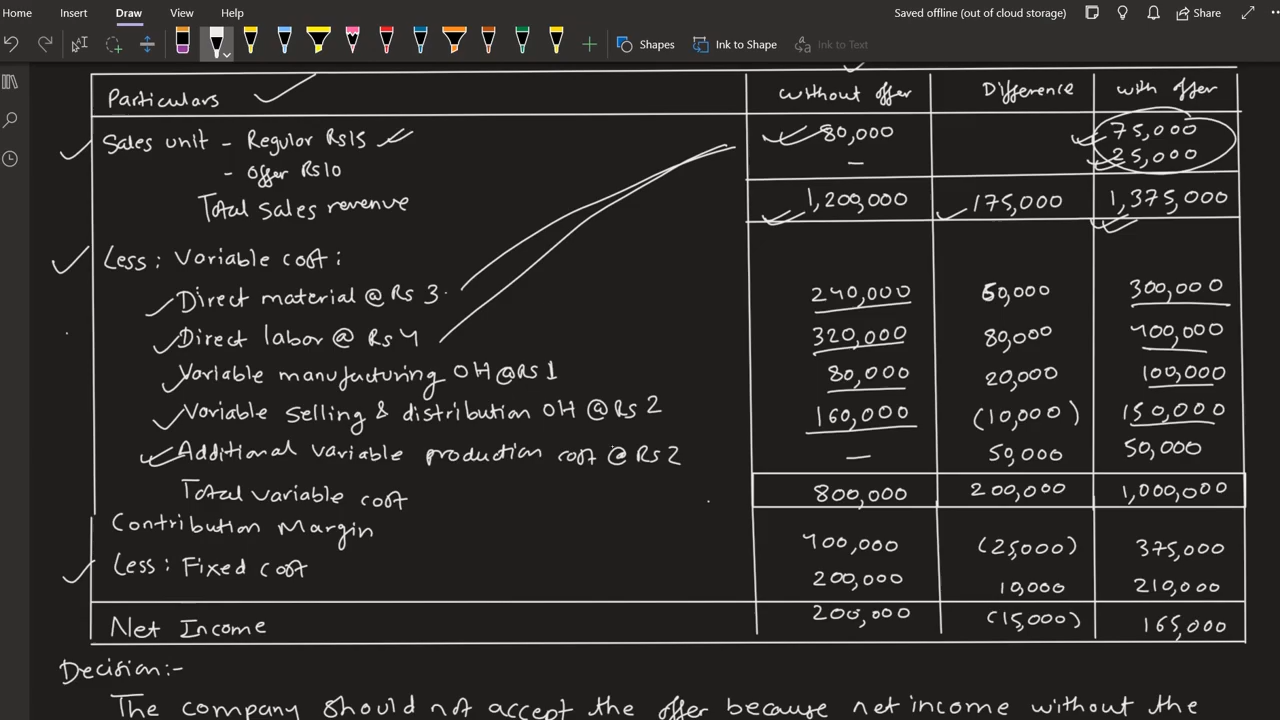 Home Insert Draw View Help Saved offline (out of cloud storage) Share
Shapes Ink to Shape Ink to Text
Particulars without offer Difference with offer
Sales unit - Regular Rs15 80,000 75,000
- Offer Rs10 — 25,000
Total sales revenue 1,200,000 175,000 1,375,000
Less: Variable cost:
Direct material @ Rs 3 240,000 60,000 300,000
Direct labor @ Rs 4 320,000 80,000 400,000
Variable manufacturing OH @ Rs 1 80,000 20,000 100,000
Variable selling & distribution OH @ Rs 2 160,000 (10,000) 150,000
Additional variable production cost @ Rs 2 — 50,000 50,000
Total variable cost 800,000 200,000 1,000,000
Contribution Margin 400,000 (25,000) 375,000
Less: Fixed cost 200,000 10,000 210,000
Net Income 200,000 (15,000) 165,000
Decision:-
The company should not accept the offer because net income without the